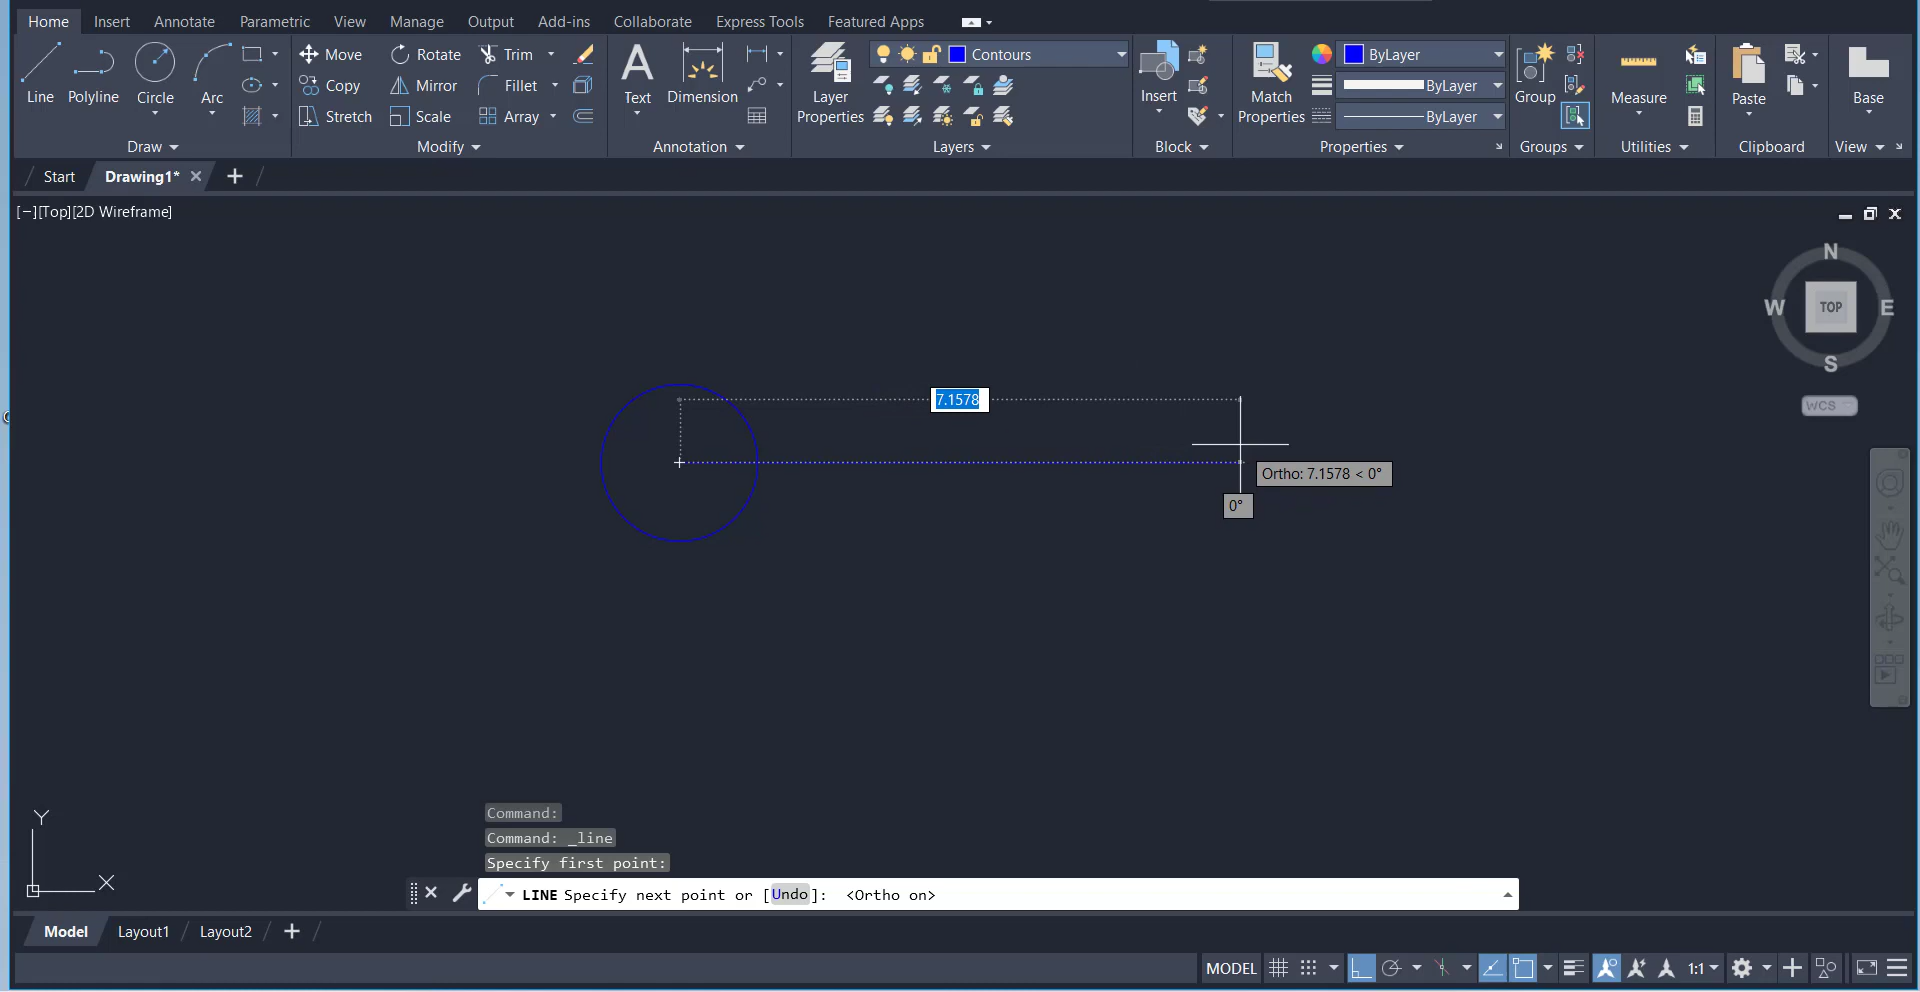 Home Insert Annotate Parametric View Manage Output Add-ins Collaborate Express Tools Featured Apps
Line Polyline Circle Arc
Move Rotate Trim
Copy Mirror Fillet
Stretch Scale Array
Text Dimension
Layer Properties
Contours
Insert
Match Properties
ByLayer
ByLayer
ByLayer
Group
Measure
Paste
Base
Draw Modify Annotation Layers Block Properties Groups Utilities Clipboard View
Start Drawing1*
[−][Top][2D Wireframe]
N
W TOP E
S
WCS
7.1578
Ortho: 7.1578 < 0°
0°
Y
X
Command:
Command: _line
Specify first point:
LINE Specify next point or [Undo]: <Ortho on>
Model Layout1 Layout2
MODEL 1:1